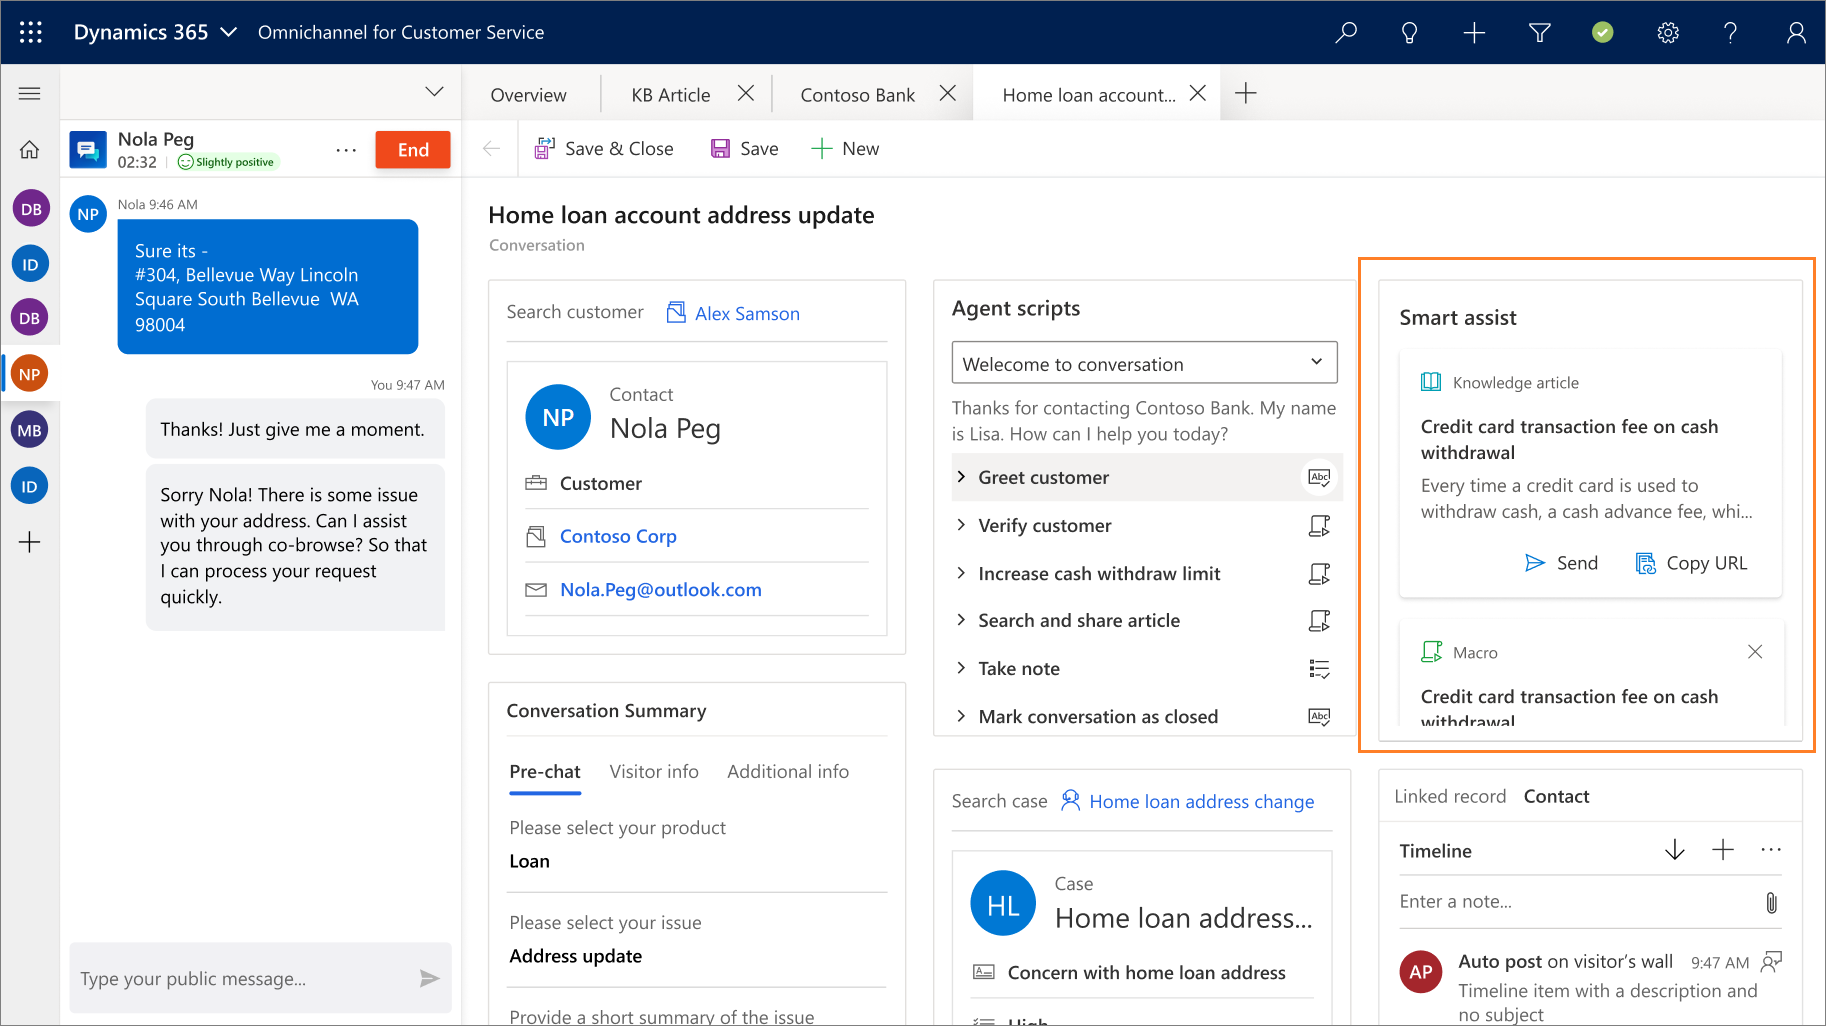 Dynamics 365
Omnichannel for Customer Service
Overview
KB Article
Contoso Bank
Home loan account...
Nola Peg
02:32
Slightly positive
End
Save & Close
Save
New
DB
ID
DB
NP
MB
ID
NP
Nola 9:46 AM
Sure its -
#304, Bellevue Way Lincoln
Square South Bellevue  WA
98004
You 9:47 AM
Thanks! Just give me a moment.
Sorry Nola! There is some issue
with your address. Can I assist
you through co-browse? So that
I can process your request
quickly.
Type your public message...
Home loan account address update
Conversation
Search customer
Alex Samson
NP
Contact
Nola Peg
Customer
Contoso Corp
Nola.Peg@outlook.com
Conversation Summary
Pre-chat
Visitor info
Additional info
Please select your product
Loan
Please select your issue
Address update
Provide a short summary of the issue
Agent scripts
Welecome to conversation
Thanks for contacting Contoso Bank. My name
is Lisa. How can I help you today?
Greet customer
Abc
Verify customer
Increase cash withdraw limit
Search and share article
Take note
Mark conversation as closed
Abc
Search case
Home loan address change
HL
Case
Home loan address...
Concern with home loan address
High
Smart assist
Knowledge article
Credit card transaction fee on cash
withdrawal
Every time a credit card is used to
withdraw cash, a cash advance fee, whi...
Send
Copy URL
Macro
Credit card transaction fee on cash
withdrawal
Linked record
Contact
Timeline
Enter a note...
AP
Auto post on visitor's wall
9:47 AM
Timeline item with a description and
no subject